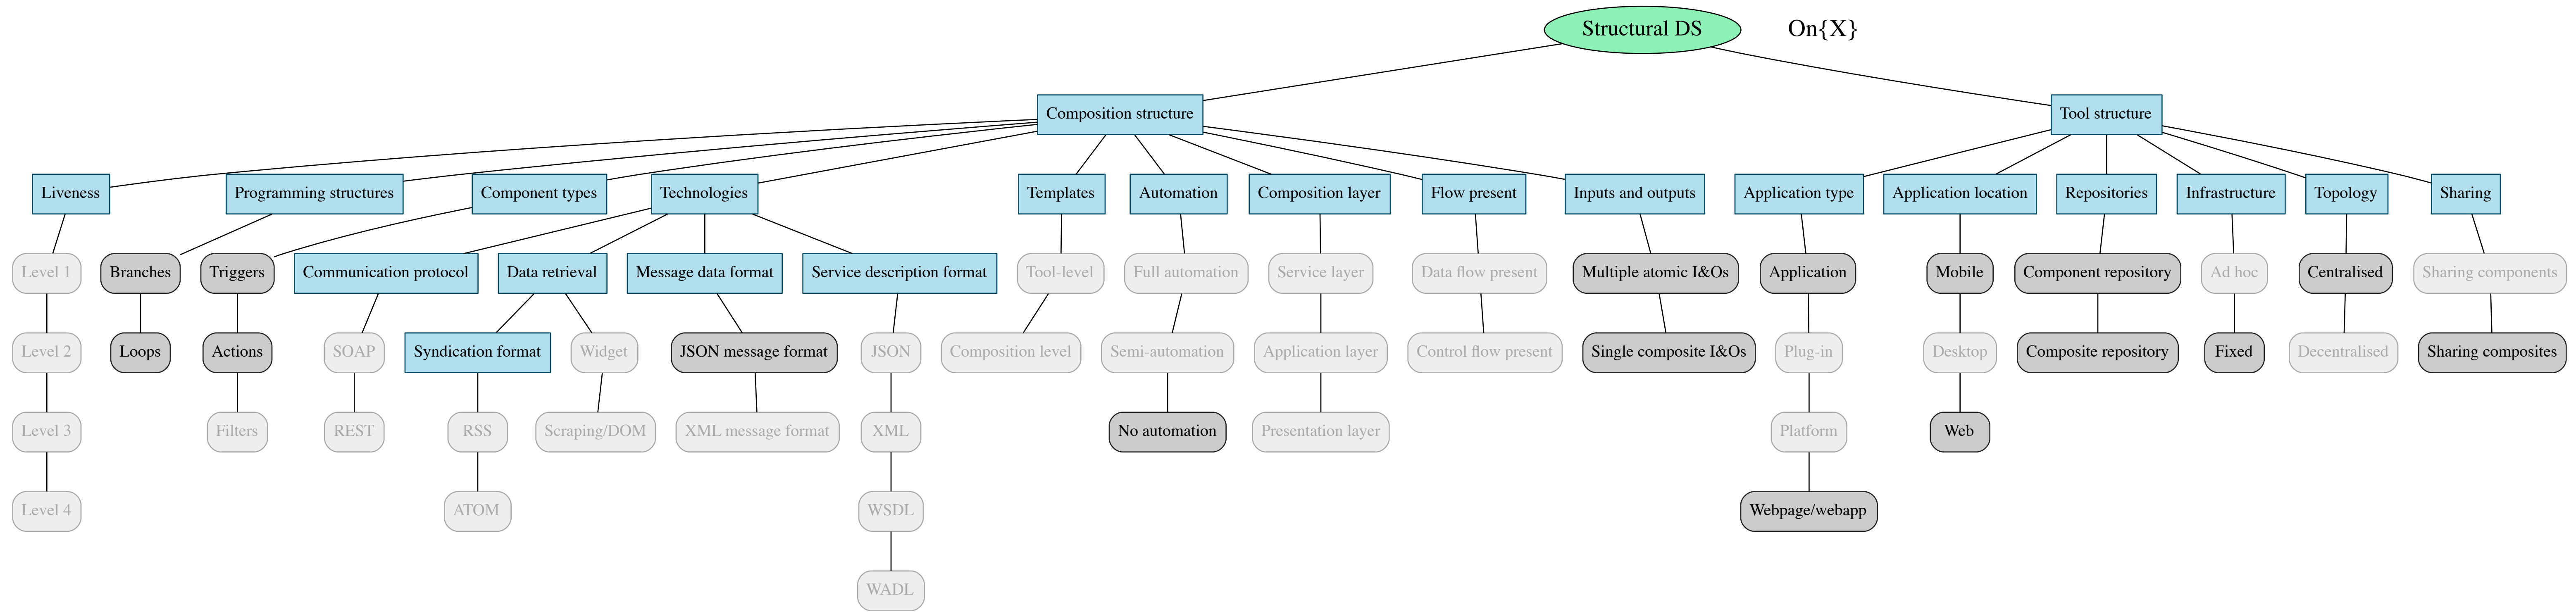 Structural DS
On{X}
Composition structure
Tool structure
Liveness
Programming structures
Component types
Technologies
Templates
Automation
Composition layer
Flow present
Inputs and outputs
Application type
Application location
Repositories
Infrastructure
Topology
Sharing
Level 1
Branches
Triggers
Communication protocol
Data retrieval
Message data format
Service description format
Tool-level
Full automation
Service layer
Data flow present
Multiple atomic I&Os
Application
Mobile
Component repository
Ad hoc
Centralised
Sharing components
Level 2
Loops
Actions
SOAP
Syndication format
Widget
JSON message format
JSON
Composition level
Semi-automation
Application layer
Control flow present
Single composite I&Os
Plug-in
Desktop
Composite repository
Fixed
Decentralised
Sharing composites
Level 3
Filters
REST
RSS
Scraping/DOM
XML message format
XML
No automation
Presentation layer
Platform
Web
Level 4
ATOM
WSDL
Webpage/webapp
WADL